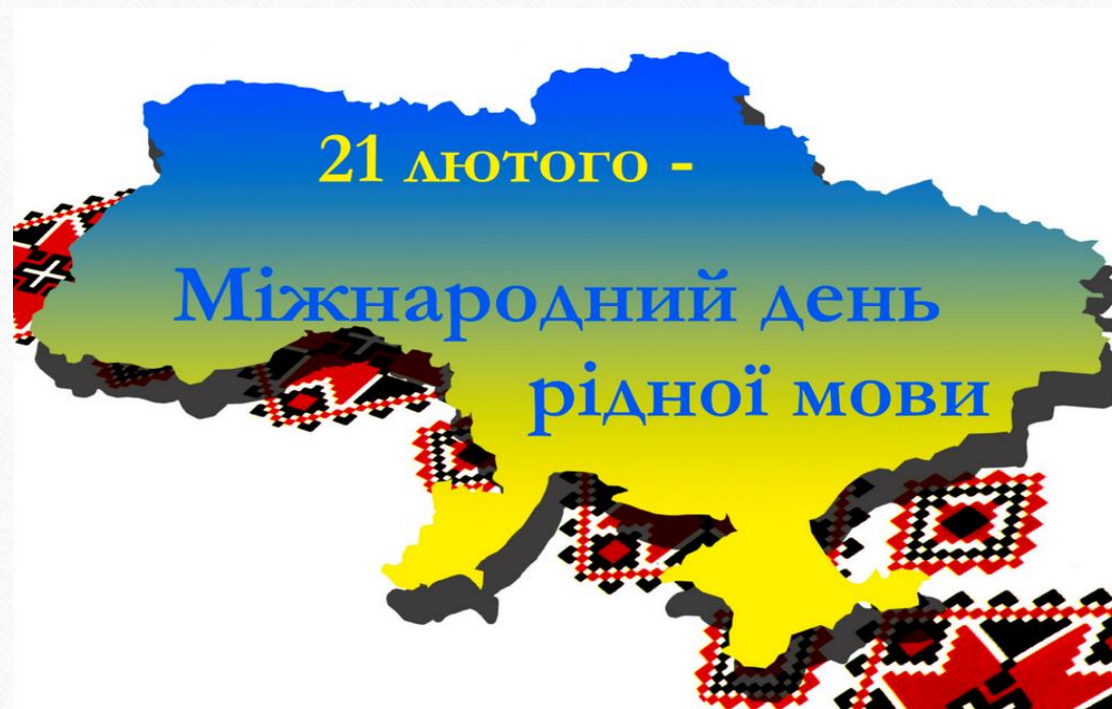 21 лютого -
Міжнародний день
рідної мови